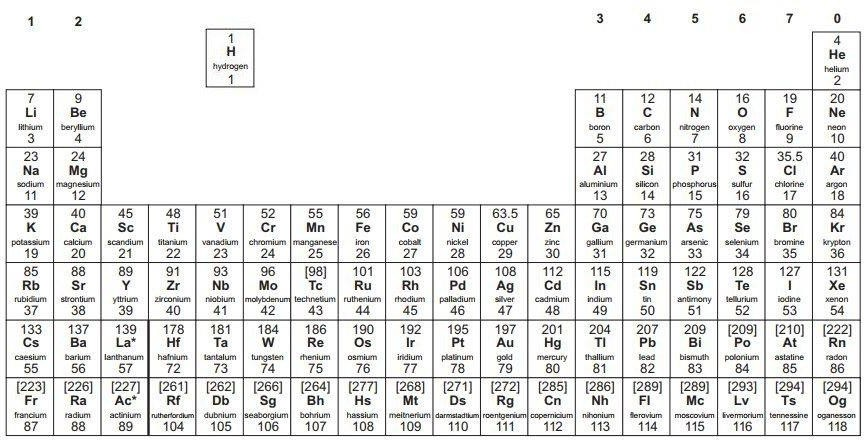 1 2 3 4 5 6 7 0
1 4
H He
hydrogen helium
1 2
7 9 11 12 14 16 19 20
Li Be B C N O F Ne
lithium beryllium boron carbon nitrogen oxygen fluorine neon
3 4 5 6 7 8 9 10
23 24 27 28 31 32 35.5 40
Na Mg Al Si P S Cl Ar
sodium magnesium aluminium silicon phosphorus sulfur chlorine argon
11 12 13 14 15 16 17 18
39 40 45 48 51 52 55 56 59 59 63.5 65 70 73 75 79 80 84
K Ca Sc Ti V Cr Mn Fe Co Ni Cu Zn Ga Ge As Se Br Kr
potassium calcium scandium titanium vanadium chromium manganese iron cobalt nickel copper zinc gallium germanium arsenic selenium bromine krypton
19 20 21 22 23 24 25 26 27 28 29 30 31 32 33 34 35 36
85 88 89 91 93 96 [98] 101 103 106 108 112 115 119 122 128 127 131
Rb Sr Y Zr Nb Mo Tc Ru Rh Pd Ag Cd In Sn Sb Te I Xe
rubidium strontium yttrium zirconium niobium molybdenum technetium ruthenium rhodium palladium silver cadmium indium tin antimony tellurium iodine xenon
37 38 39 40 41 42 43 44 45 46 47 48 49 50 51 52 53 54
133 137 139 178 181 184 186 190 192 195 197 201 204 207 209 [209] [210] [222]
Cs Ba La* Hf Ta W Re Os Ir Pt Au Hg Tl Pb Bi Po At Rn
caesium barium lanthanum hafnium tantalum tungsten rhenium osmium iridium platinum gold mercury thallium lead bismuth polonium astatine radon
55 56 57 72 73 74 75 76 77 78 79 80 81 82 83 84 85 86
[223] [226] [227] [261] [262] [266] [264] [277] [268] [271] [272] [285] [286] [289] [289] [293] [294] [294]
Fr Ra Ac* Rf Db Sg Bh Hs Mt Ds Rg Cn Nh Fl Mc Lv Ts Og
francium radium actinium rutherfordium dubnium seaborgium bohrium hassium meitnerium darmstadtium roentgenium copernicium nihonium flerovium moscovium livermorium tennessine oganesson
87 88 89 104 105 106 107 108 109 110 111 112 113 114 115 116 117 118